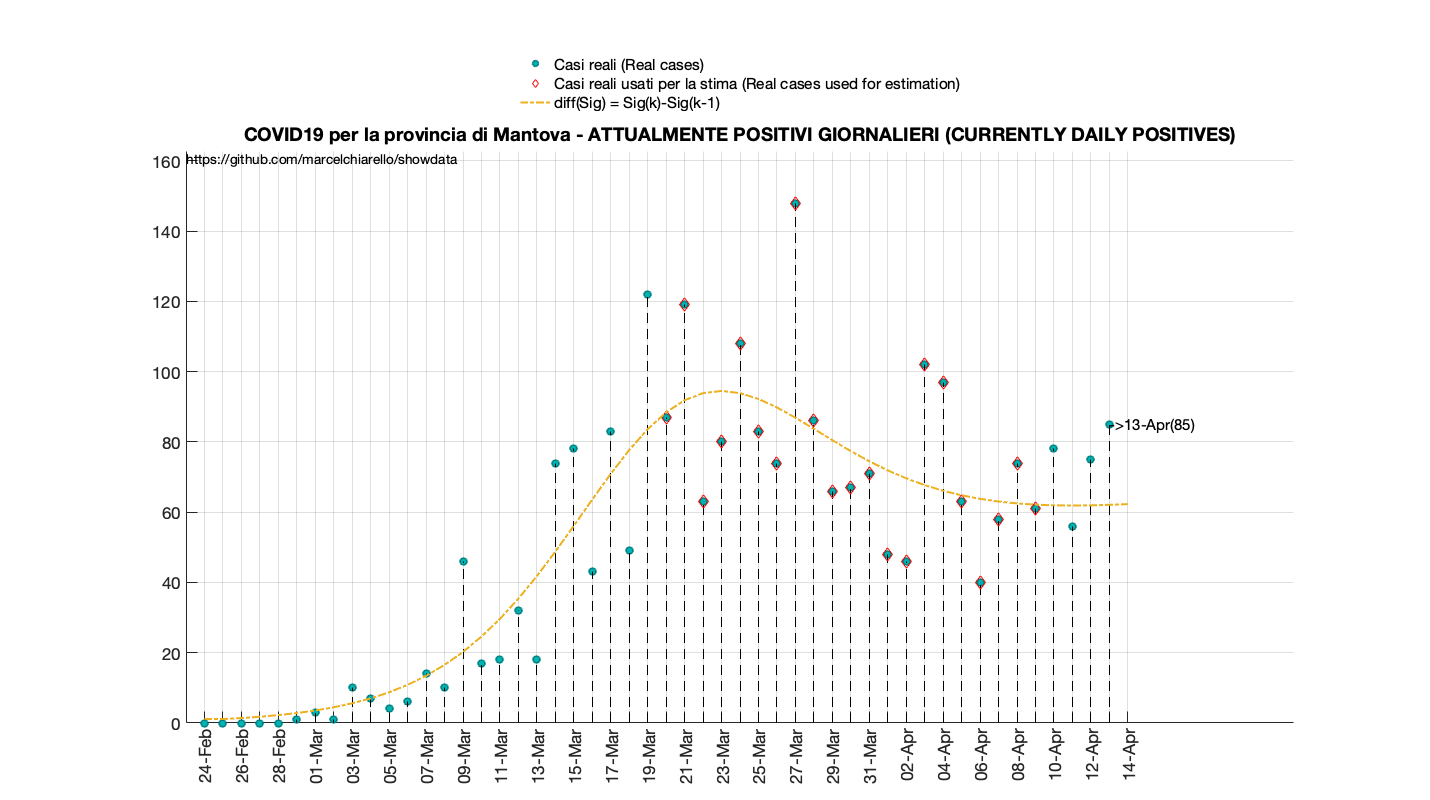 Casi reali (Real cases)
Casi reali usati per la stima (Real cases used for estimation)
diff(Sig) = Sig(k)-Sig(k-1)
COVID19 per la provincia di Mantova - ATTUALMENTE POSITIVI GIORNALIERI (CURRENTLY DAILY POSITIVES)
https://github.com/marcelchiarello/showdata
160
140
120
100
80
60
40
20
0
>13-Apr(85)
24-Feb
26-Feb
28-Feb
01-Mar
03-Mar
05-Mar
07-Mar
09-Mar
11-Mar
13-Mar
15-Mar
17-Mar
19-Mar
21-Mar
23-Mar
25-Mar
27-Mar
29-Mar
31-Mar
02-Apr
04-Apr
06-Apr
08-Apr
10-Apr
12-Apr
14-Apr